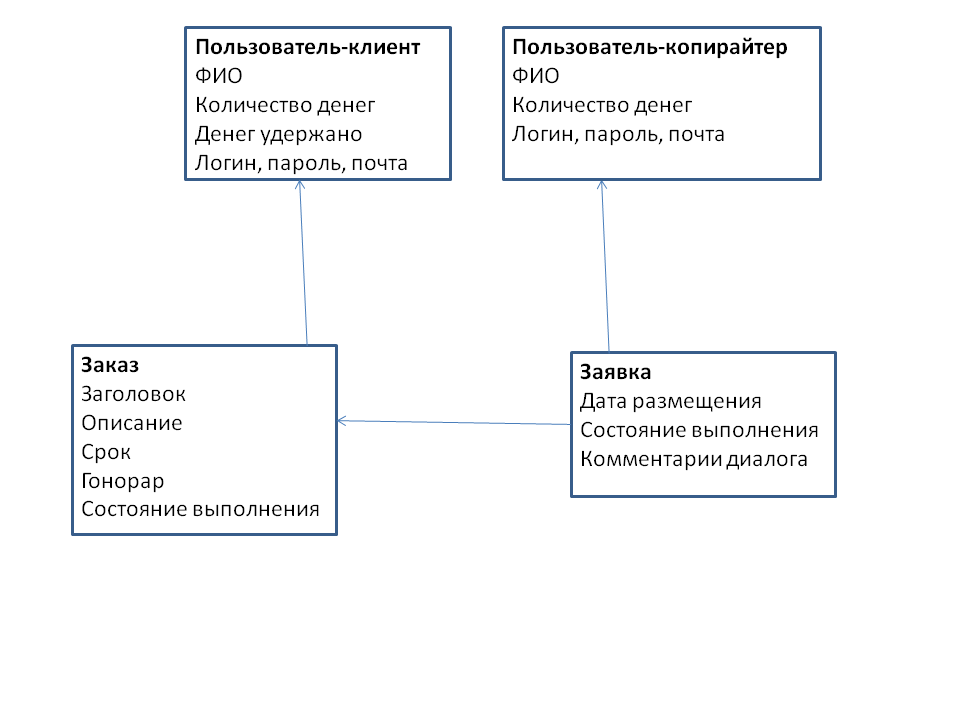 Пользователь-клиент
ФИО
Количество денег
Денег удержано
Логин, пароль, почта
Пользователь-копирайтер
ФИО
Количество денег
Логин, пароль, почта
Заказ
Заголовок
Описание
Срок
Гонорар
Состояние выполнения
Заявка
Дата размещения
Состояние выполнения
Комментарии диалога